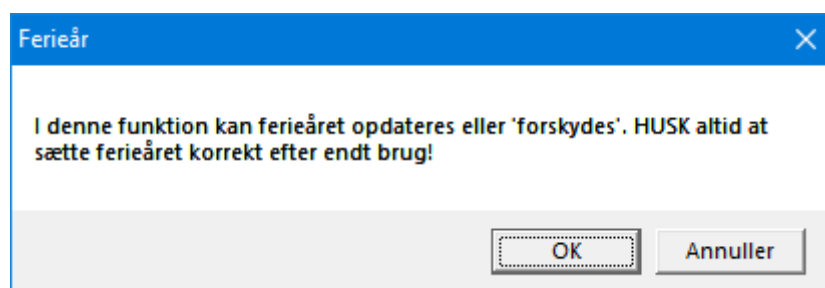 Ferieår
I denne funktion kan ferieåret opdateres eller 'forskydes'. HUSK altid at
sætte ferieåret korrekt efter endt brug!
OK
Annuller